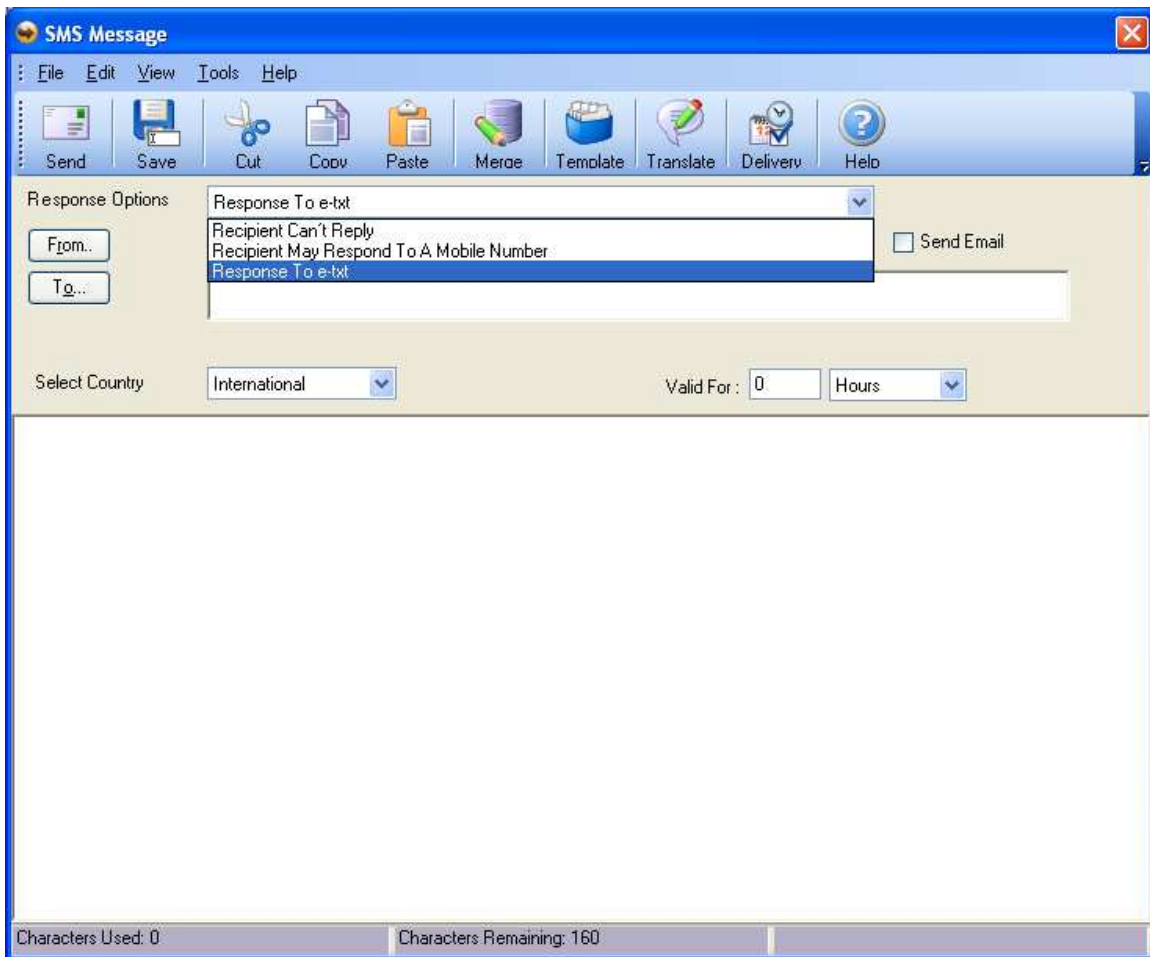 SMS Message
File Edit View Tools Help
Send Save Cut Copy Paste Merge Template Translate Delivery Help
Response Options Response To e-txt
Recipient Can´t Reply
From.. Recipient May Respond To A Mobile Number Send Email
Response To e-txt
To...
Select Country International Valid For : 0 Hours
Characters Used: 0 Characters Remaining: 160